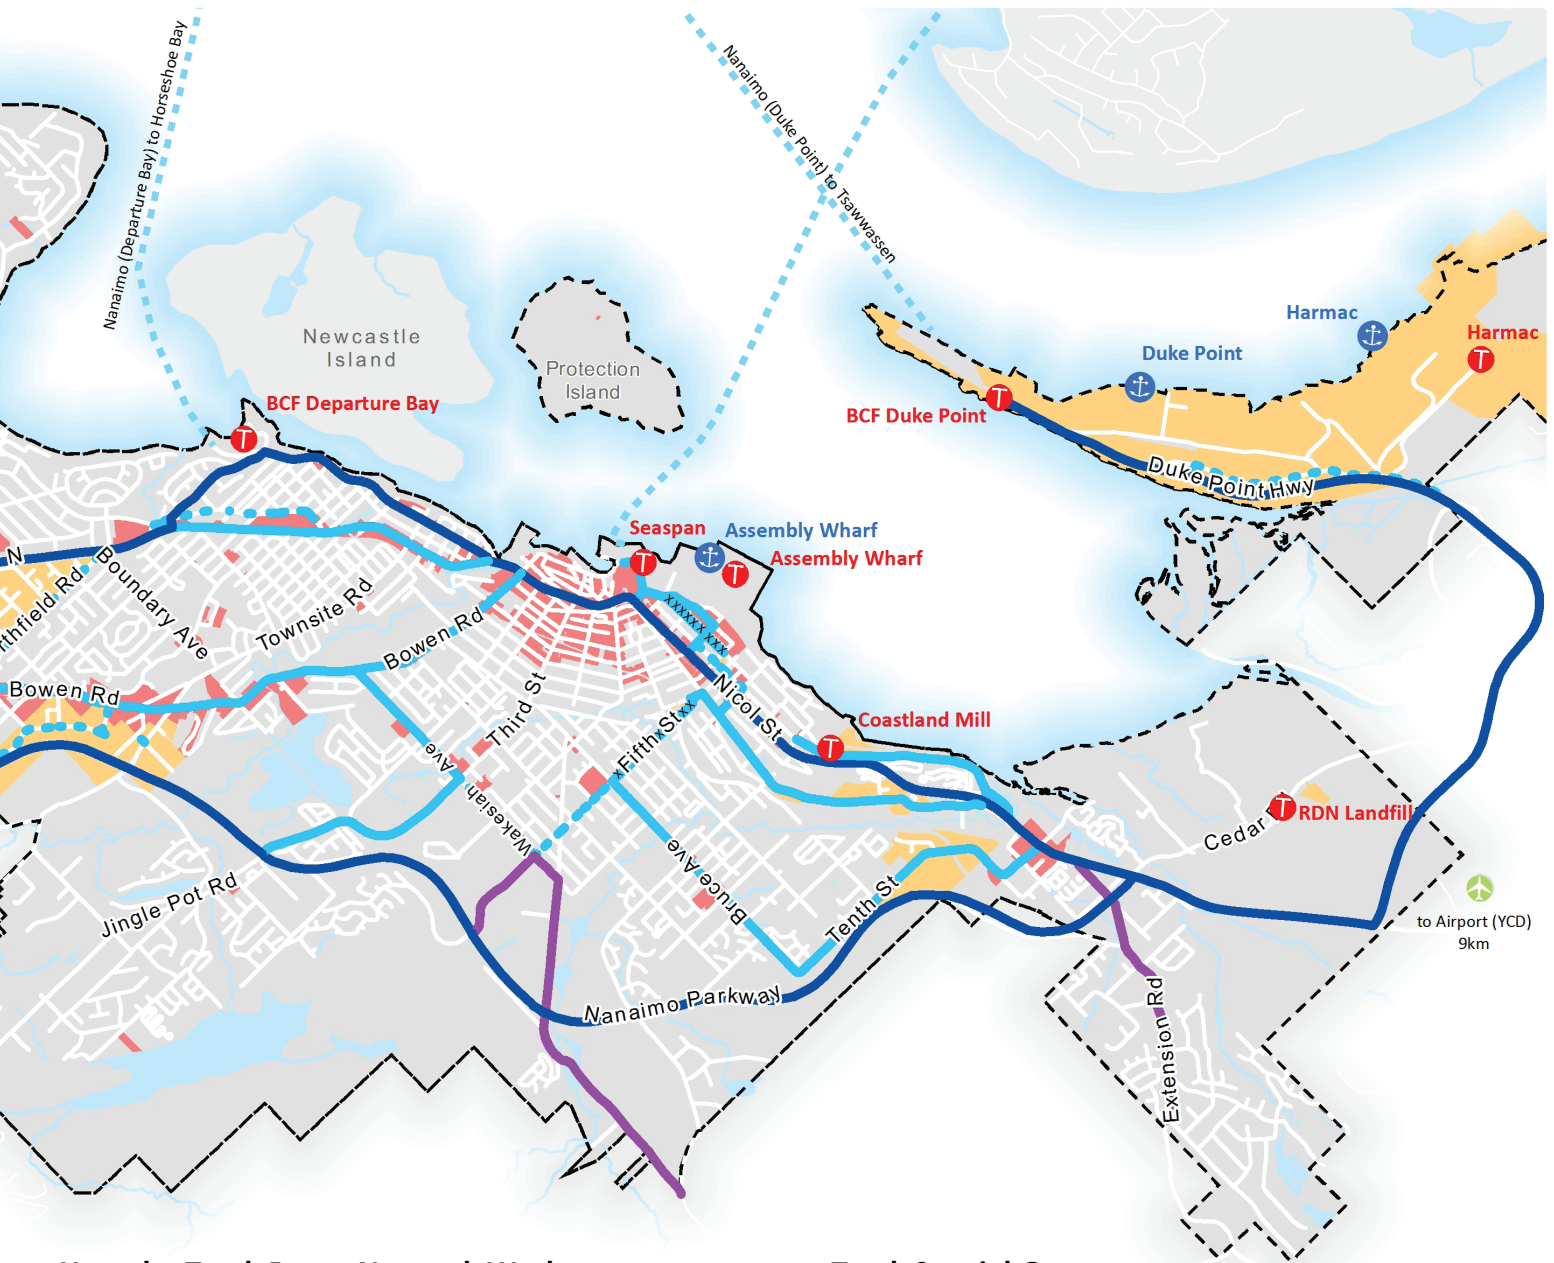 Nanaimo (Departure Bay) to Horseshoe Bay
Nanaimo (Duke Point) to Tsawwassen
Newcastle
Island
Protection
Island
Harmac
Harmac
Duke Point
BCF Departure Bay
BCF Duke Point
Duke Point Hwy
Seaspan
Assembly Wharf
Assembly Wharf
N
Boundary Ave
Townsite Rd
Bowen Rd
Bowen Rd
Third St
Fifth St
Nicol St
Coastland Mill
Wakesiah
Ave
Bruce Ave
Tenth St
Cedar
RDN Landfill
Jingle Pot Rd
Nanaimo Parkway
Extension Rd
to Airport (YCD)
9km